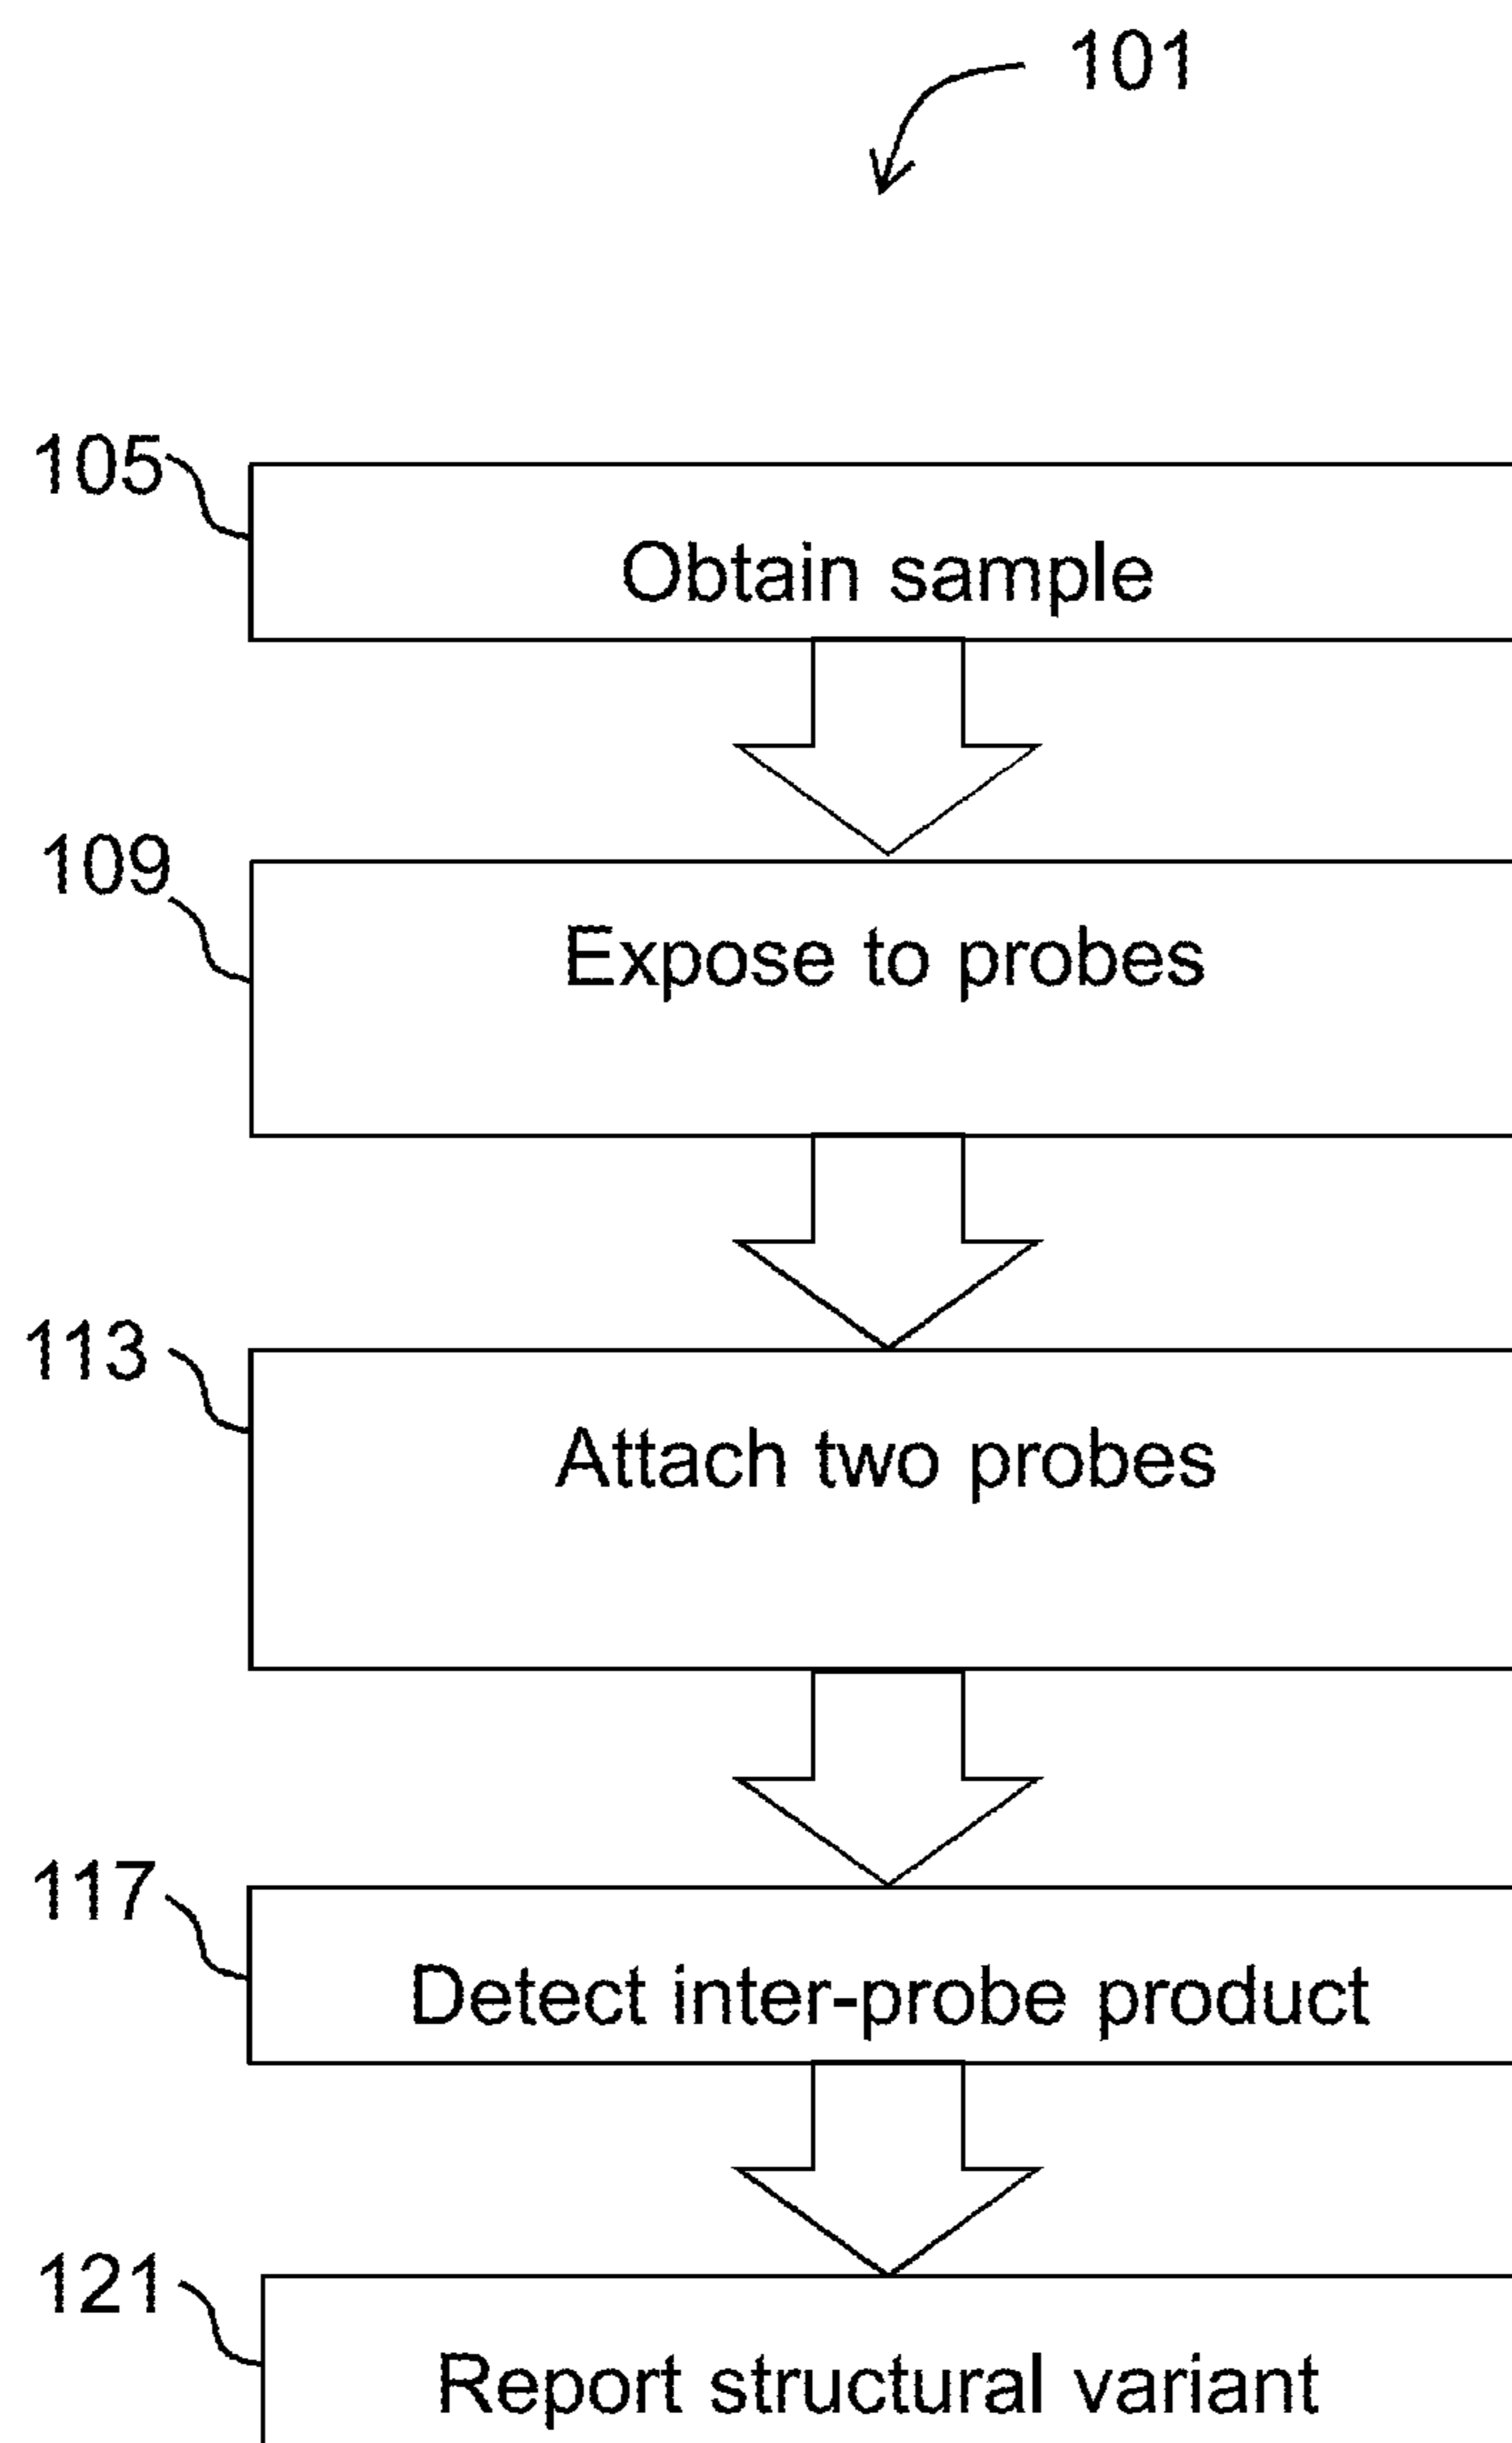 101
105
Obtain sample
109
Expose to probes
113
Attach two probes
117
Detect inter-probe product
121
Report structural variant